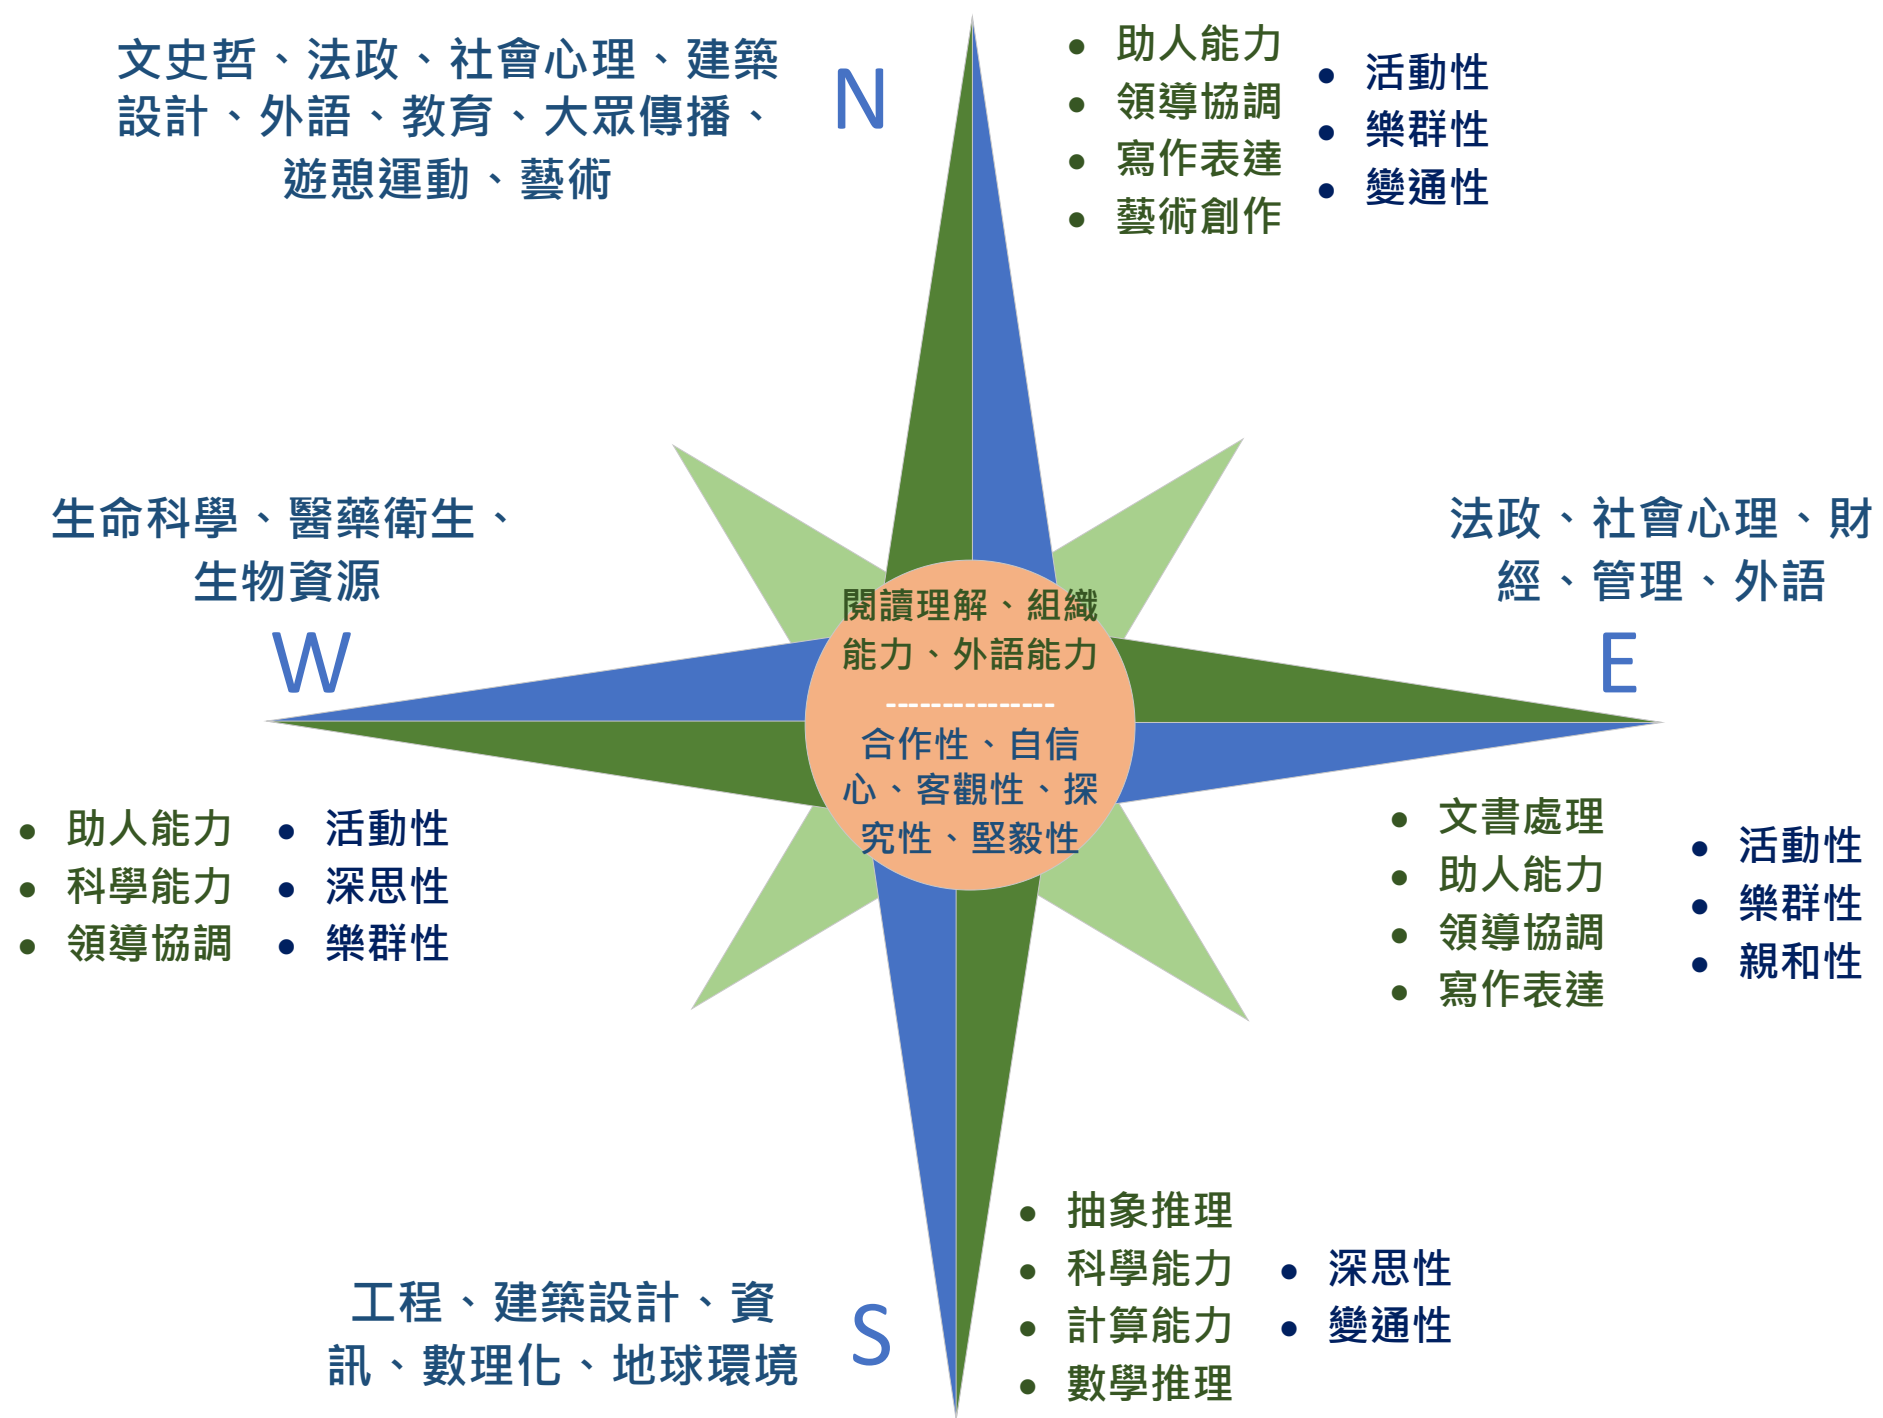 文史哲、法政、社會心理、建築
設計、外語、教育、大眾傳播、
遊憩運動、藝術
N
助人能力
領導協調
寫作表達
藝術創作
活動性
樂群性
變通性
生命科學、醫藥衛生、
生物資源
W
法政、社會心理、財
經、管理、外語
E
閱讀理解、組織
能力、外語能力
--------------
合作性、自信
心、客觀性、探
究性、堅毅性
助人能力
科學能力
領導協調
活動性
深思性
樂群性
文書處理
助人能力
領導協調
寫作表達
活動性
樂群性
親和性
工程、建築設計、資
訊、數理化、地球環境
S
抽象推理
科學能力
計算能力
數學推理
深思性
變通性